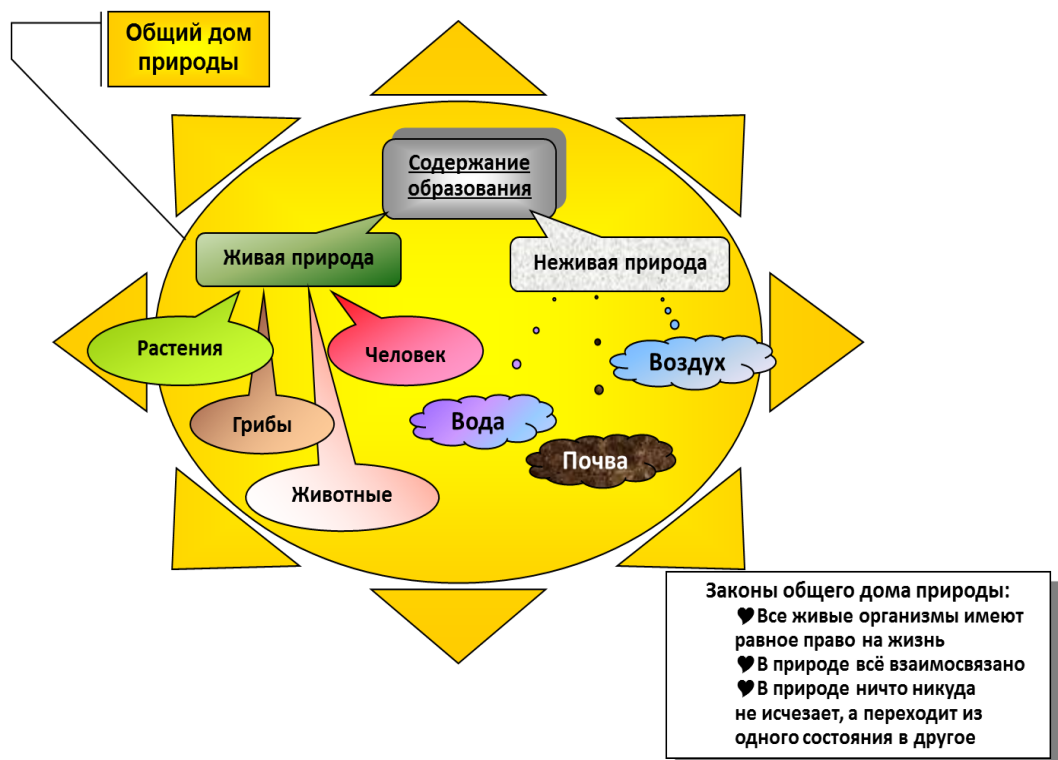 Общий дом
природы
Содержание
образования
Живая природа
Неживая природа
Растения
Человек
Воздух
Грибы
Вода
Почва
Животные
Законы общего дома природы:
Все живые организмы имеют
равное право на жизнь
В природе всё взаимосвязано
В природе ничто никуда
не исчезает, а переходит из
одного состояния в другое